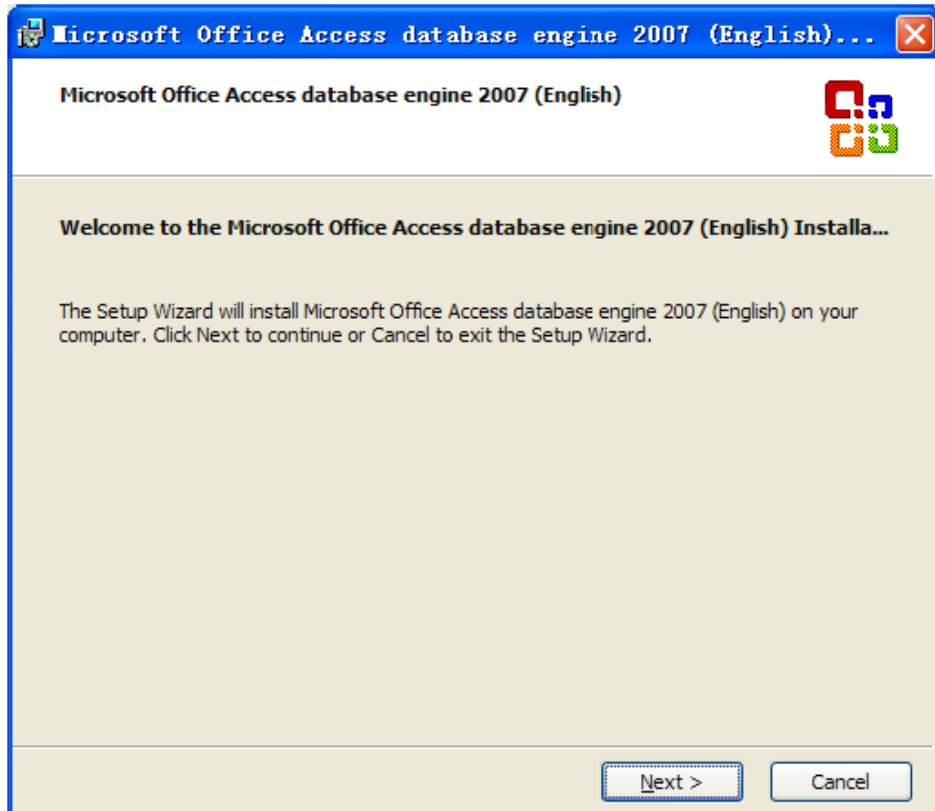 Microsoft Office Access database engine 2007 (English)...
Microsoft Office Access database engine 2007 (English)
Welcome to the Microsoft Office Access database engine 2007 (English) Installa...
The Setup Wizard will install Microsoft Office Access database engine 2007 (English) on your
computer. Click Next to continue or Cancel to exit the Setup Wizard.
Next >
Cancel